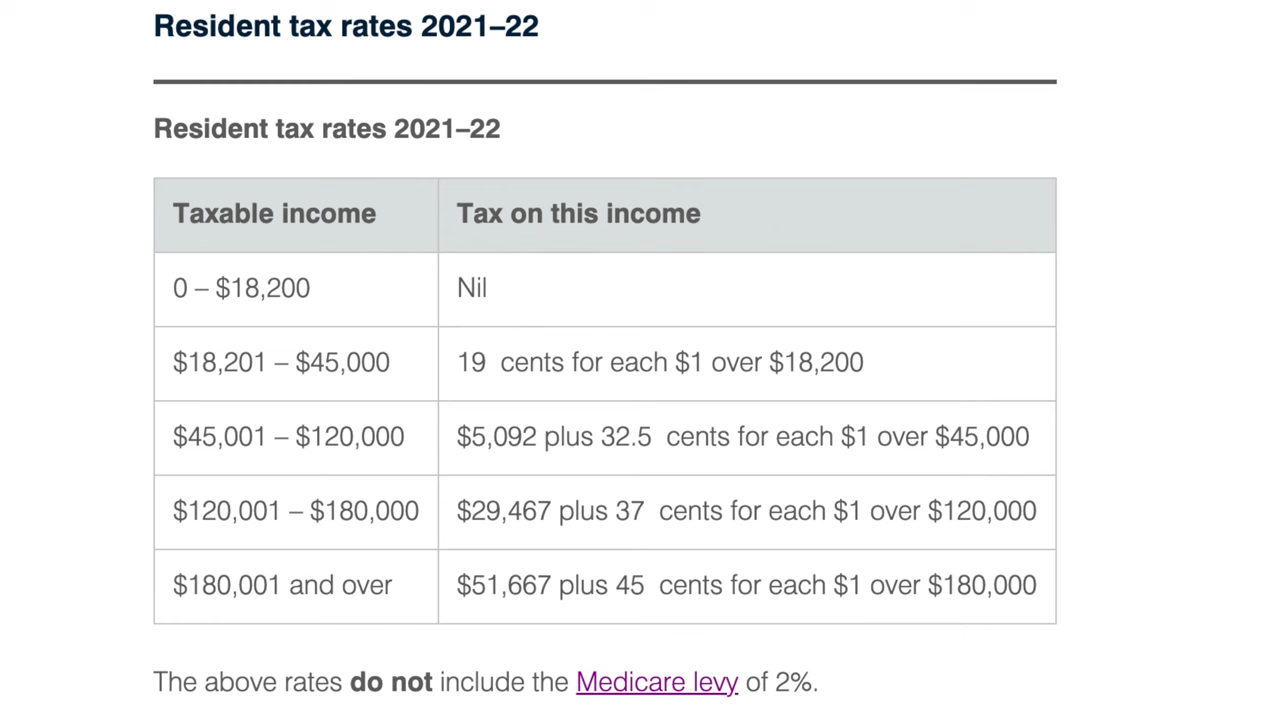 Resident tax rates 2021–22
Resident tax rates 2021–22
Taxable income Tax on this income
0 – $18,200 Nil
$18,201 – $45,000 19 cents for each $1 over $18,200
$45,001 – $120,000 $5,092 plus 32.5 cents for each $1 over $45,000
$120,001 – $180,000 $29,467 plus 37 cents for each $1 over $120,000
$180,001 and over $51,667 plus 45 cents for each $1 over $180,000
The above rates do not include the Medicare levy of 2%.